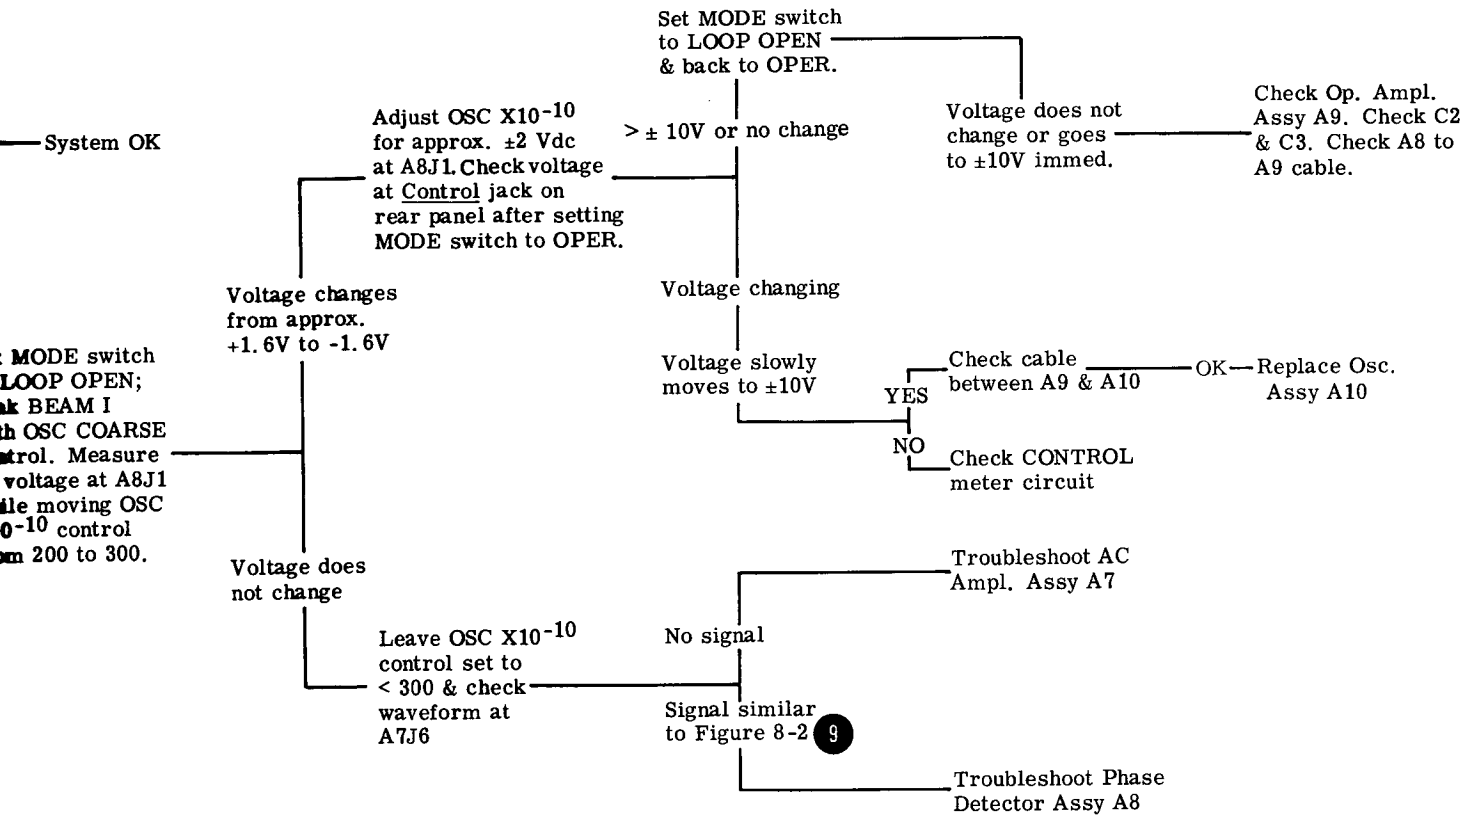 System OK
Set MODE switch
to LOOP OPEN
& back to OPER.
Adjust OSC X10-10
for approx. ±2 Vdc
at A8J1. Check voltage
at Control jack on
rear panel after setting
MODE switch to OPER.
> ± 10V or no change
Voltage does not
change or goes
to ±10V immed.
Check Op. Ampl.
Assy A9. Check C2
& C3. Check A8 to
A9 cable.
Voltage changes
from approx.
+1.6V to -1.6V
Voltage changing
Voltage slowly
moves to ±10V
YES
Check cable
between A9 & A10
OK
Replace Osc.
Assy A10
NO
Check CONTROL
meter circuit
MODE switch
LOOP OPEN;
BEAM I
OSC COARSE
Measure
voltage at A8J1
moving OSC
0-10 control
200 to 300.
Voltage does
not change
Leave OSC X10-10
control set to
< 300 & check
waveform at
A7J6
No signal
Signal similar
to Figure 8-2 9
Troubleshoot AC
Ampl. Assy A7
Troubleshoot Phase
Detector Assy A8